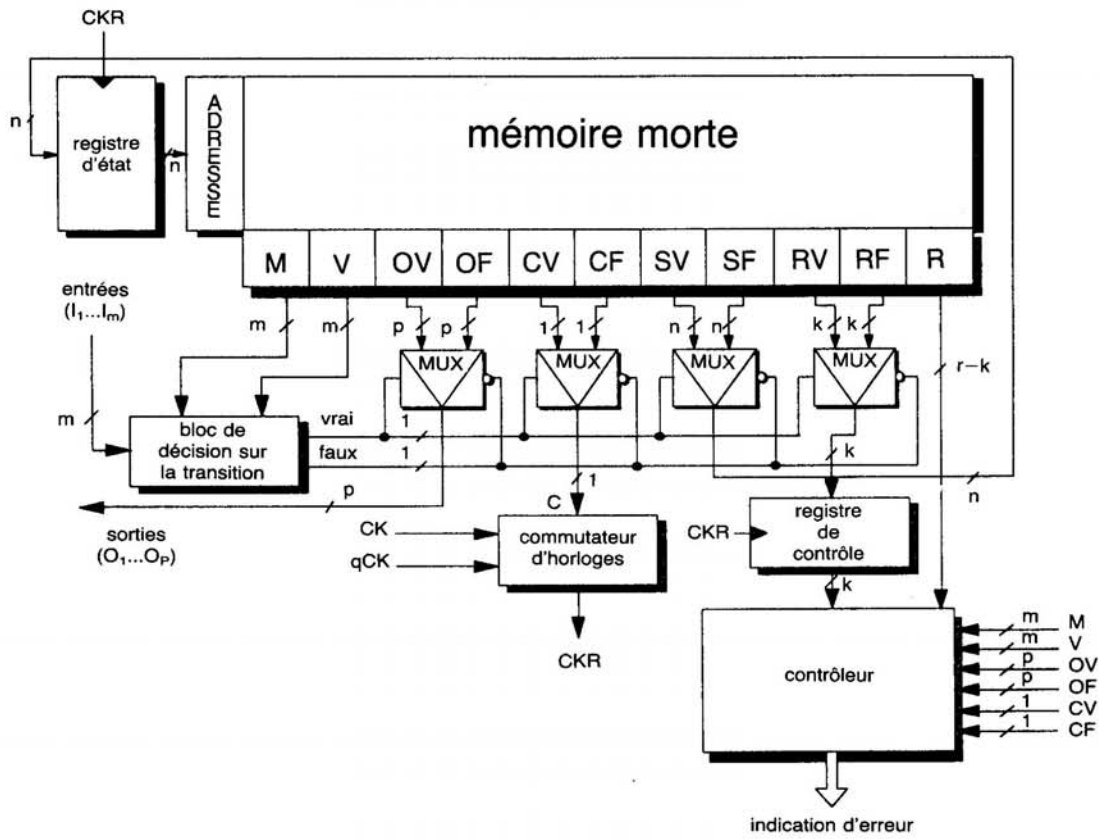 CKR
n
registre
d'état
n
ADRESSE
mémoire morte
M V OV OF CV CF SV SF RV RF R
entrées
(I₁...Iₘ)
m m p p 1 1 n n k k
r–k
MUX MUX MUX MUX
m
bloc de
décision sur
la transition
vrai 1
faux 1
p
1
k
n
sorties
(O₁...Oₚ)
C
CK
qCK
commutateur
d'horloges
CKR
CKR
registre
de
contrôle
k
contrôleur
m M
m V
p OV
p OF
1 CV
1 CF
indication d'erreur